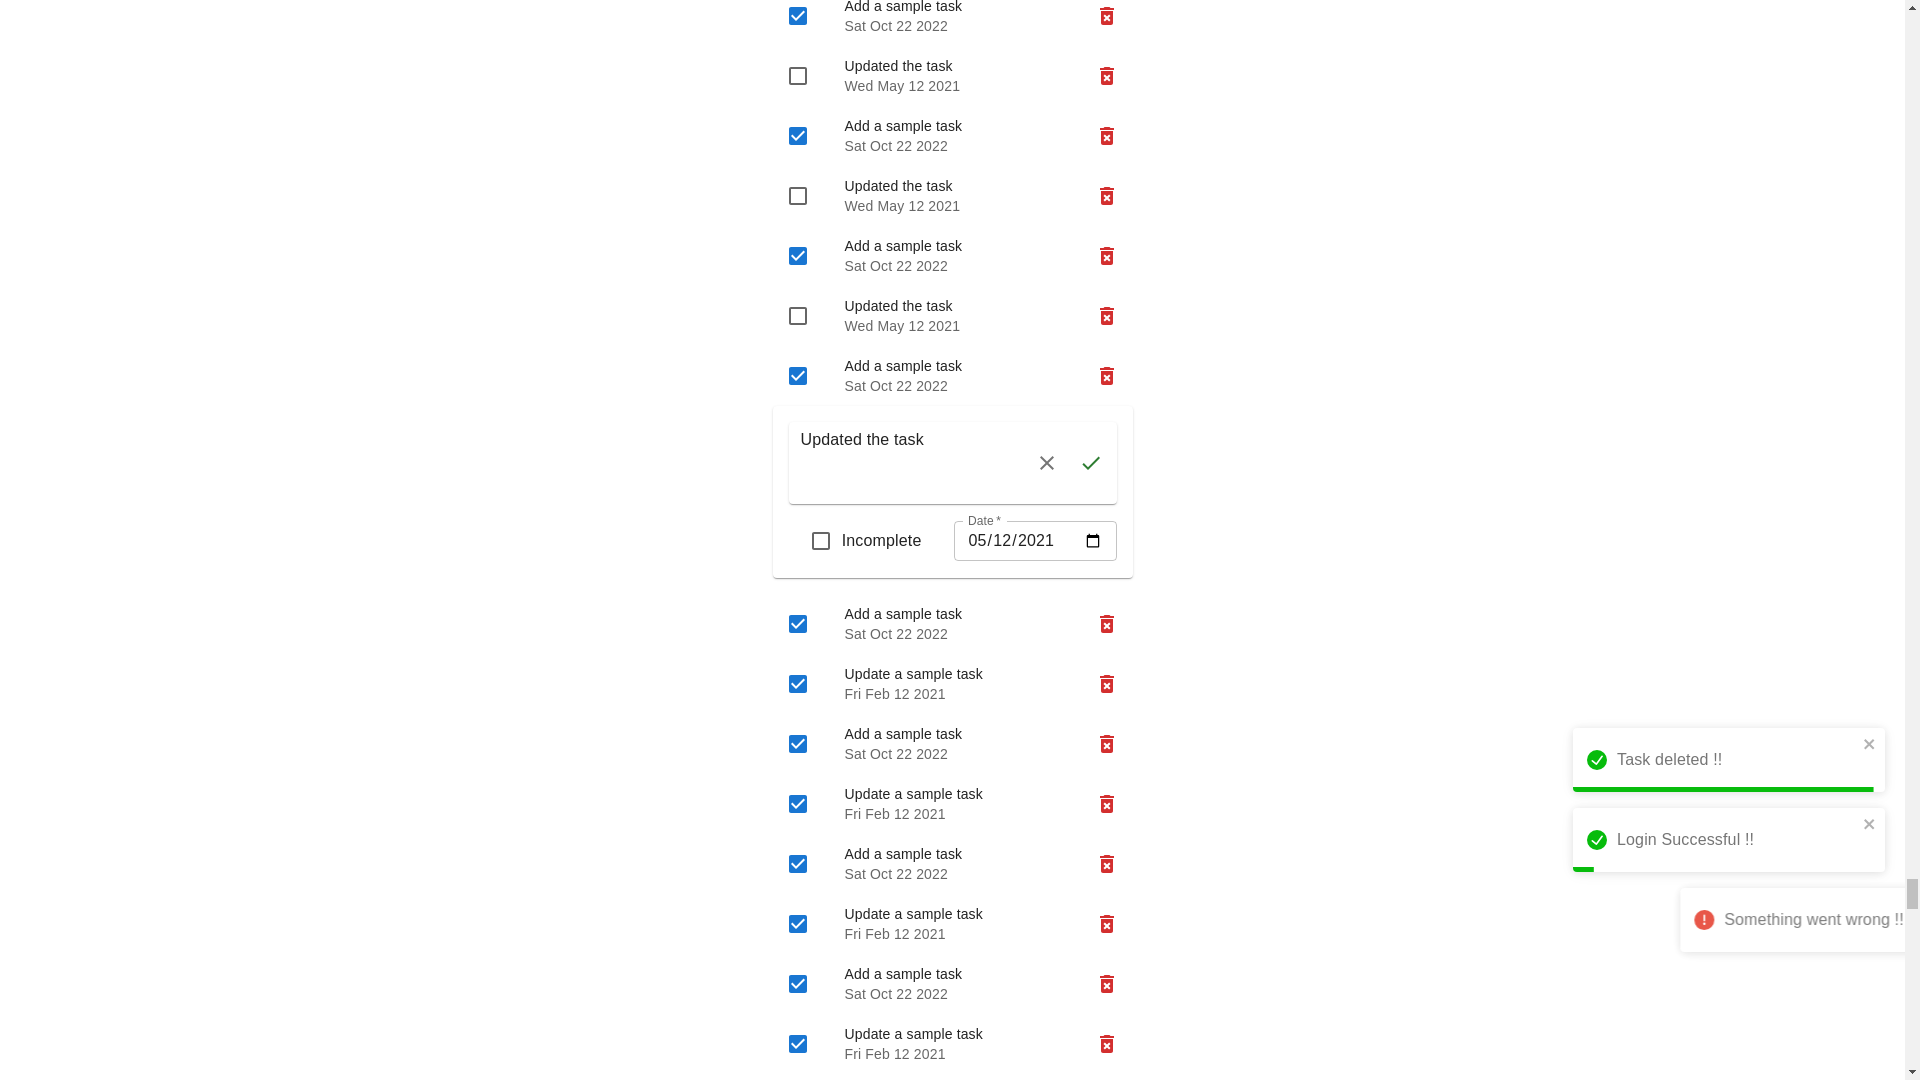 Add a sample task
Sat Oct 22 2022
Updated the task
Wed May 12 2021
Add a sample task
Sat Oct 22 2022
Updated the task
Wed May 12 2021
Add a sample task
Sat Oct 22 2022
Updated the task
Wed May 12 2021
Add a sample task
Sat Oct 22 2022
Updated the task
Incomplete
Date *
05/12/2021
Add a sample task
Sat Oct 22 2022
Update a sample task
Fri Feb 12 2021
Add a sample task
Sat Oct 22 2022
Update a sample task
Fri Feb 12 2021
Add a sample task
Sat Oct 22 2022
Update a sample task
Fri Feb 12 2021
Add a sample task
Sat Oct 22 2022
Update a sample task
Fri Feb 12 2021
Task deleted !!
Login Successful !!
Something went wrong !!